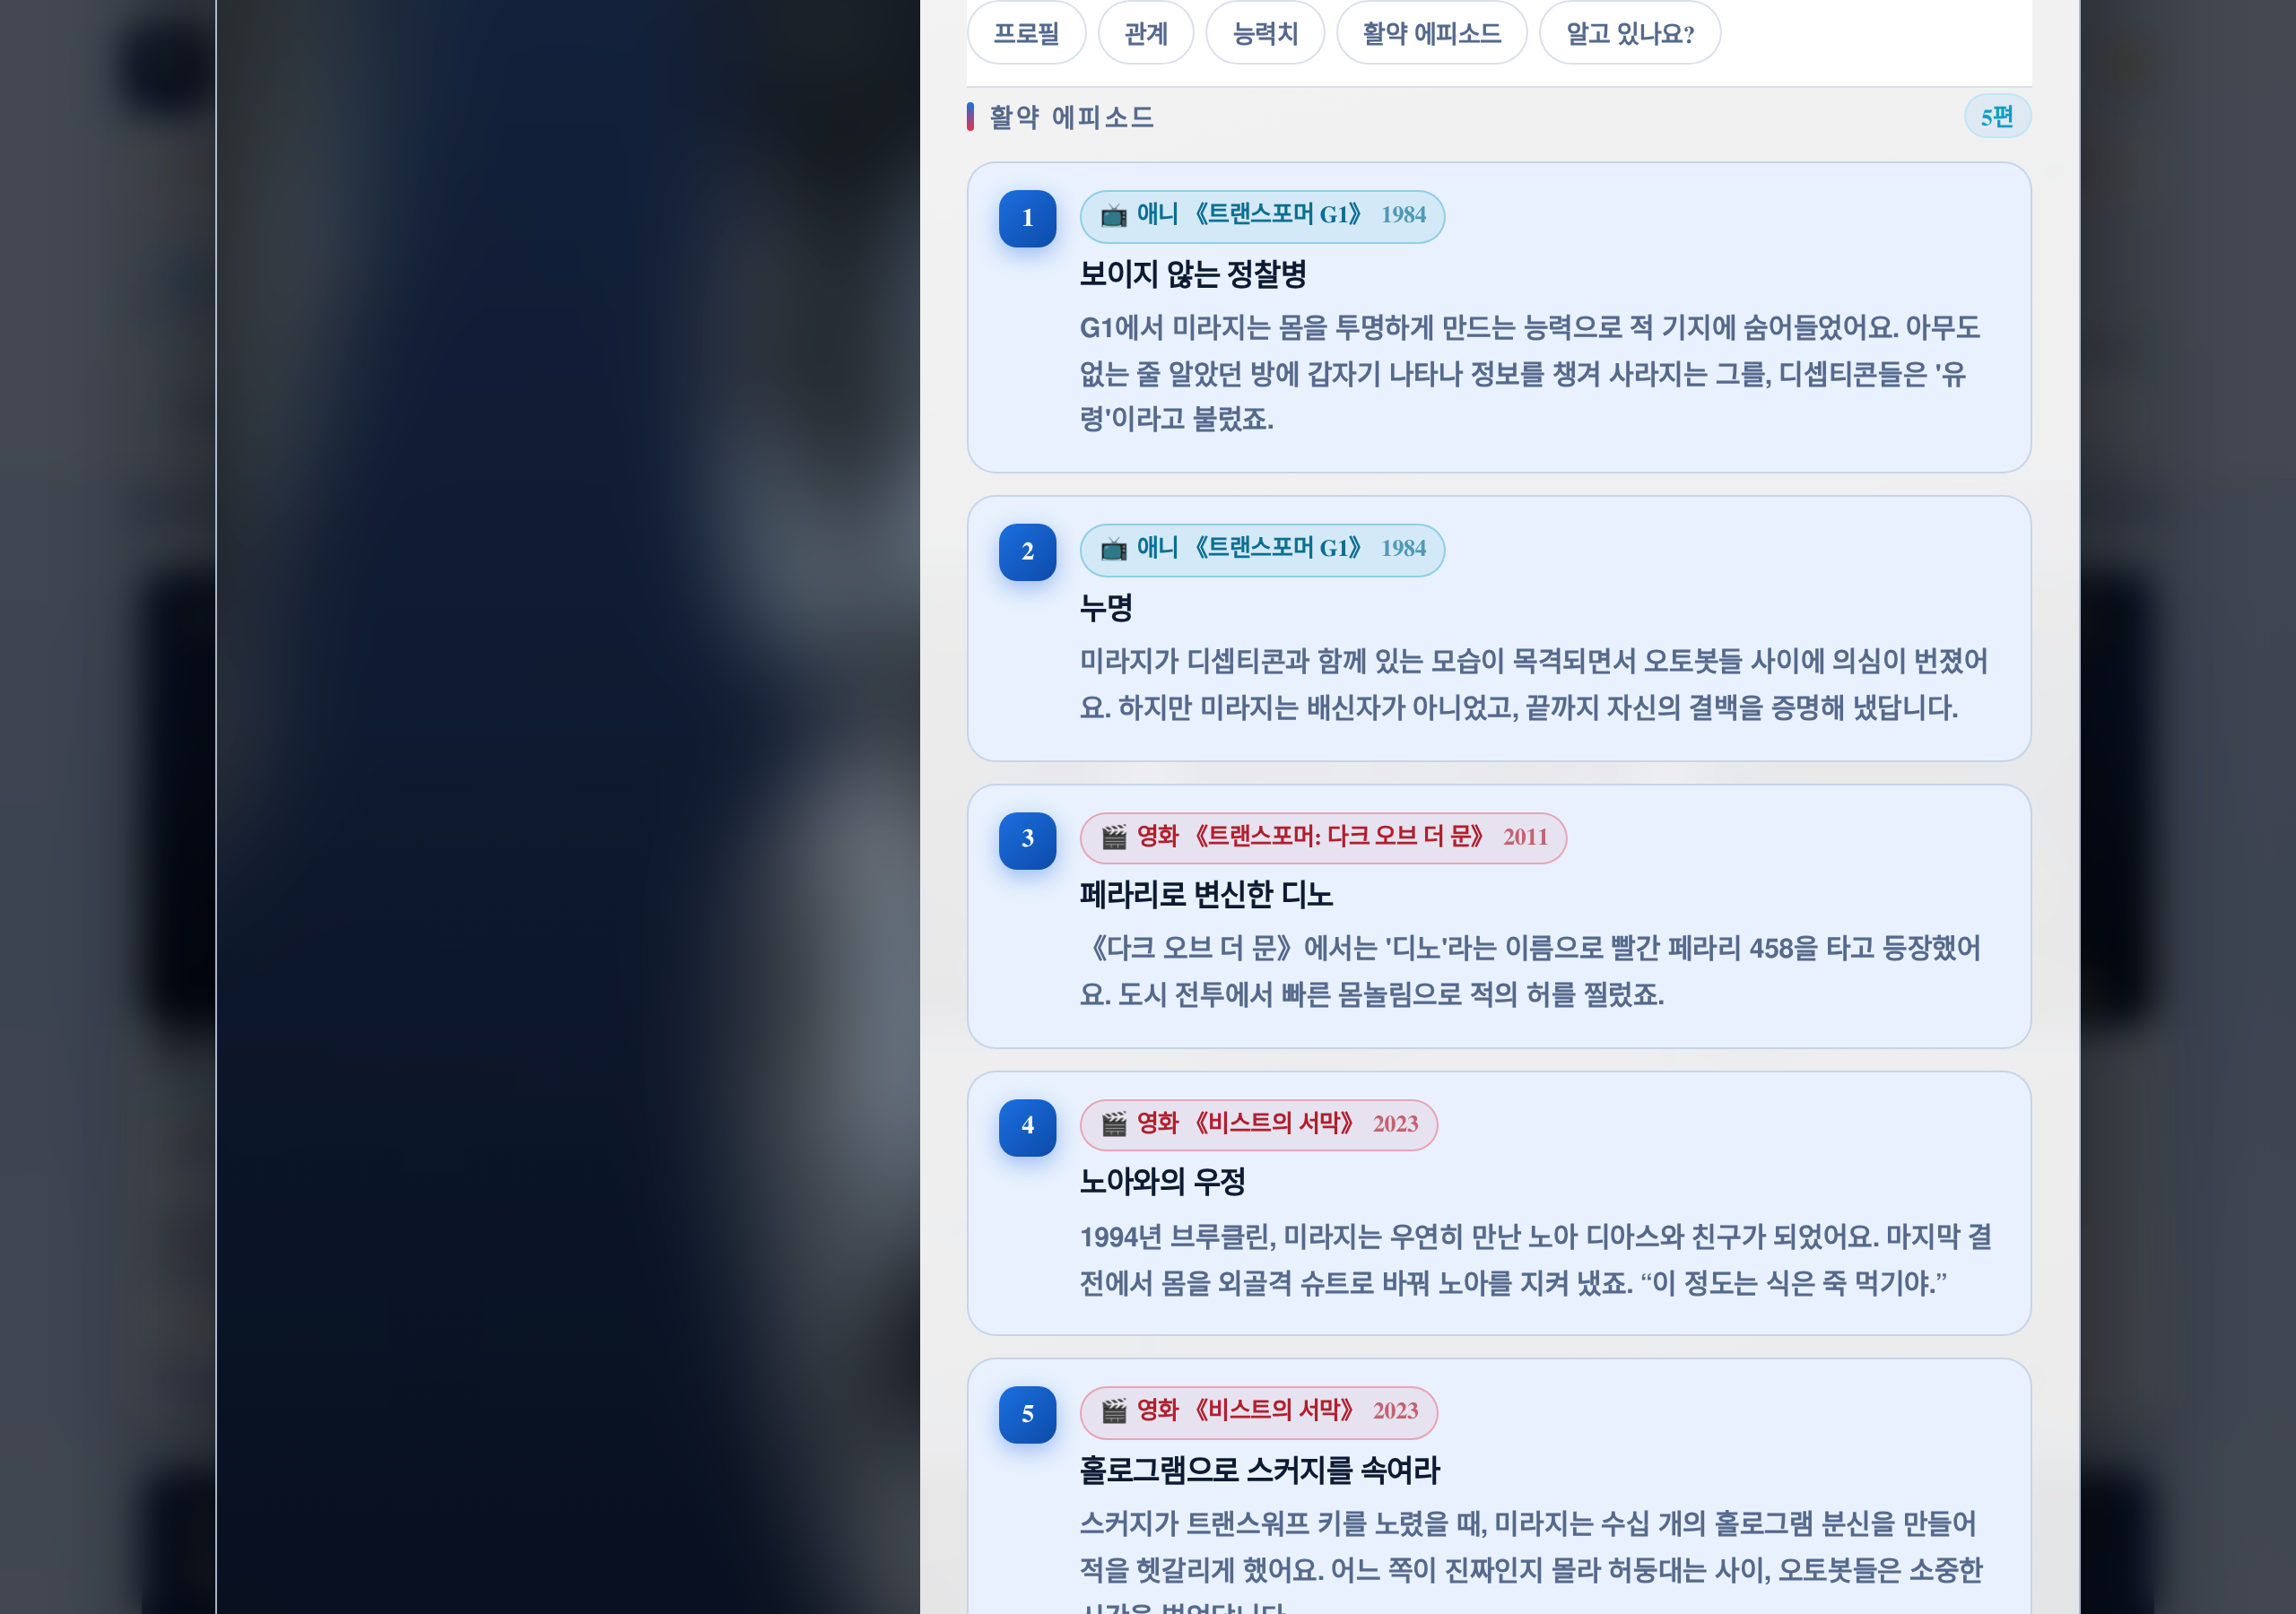 프로필
관계
능력치
활약 에피소드
알고 있나요?
활약 에피소드
5편
1
📺 애니 《트랜스포머 G1》 1984
보이지 않는 정찰병
G1에서 미라지는 몸을 투명하게 만드는 능력으로 적 기지에 숨어들었어요. 아무도
없는 줄 알았던 방에 갑자기 나타나 정보를 챙겨 사라지는 그를, 디셉티콘들은 '유
령'이라고 불렀죠.
2
📺 애니 《트랜스포머 G1》 1984
누명
미라지가 디셉티콘과 함께 있는 모습이 목격되면서 오토봇들 사이에 의심이 번졌어
요. 하지만 미라지는 배신자가 아니었고, 끝까지 자신의 결백을 증명해 냈답니다.
3
🎬 영화 《트랜스포머: 다크 오브 더 문》 2011
페라리로 변신한 디노
《다크 오브 더 문》에서는 '디노'라는 이름으로 빨간 페라리 458을 타고 등장했어
요. 도시 전투에서 빠른 몸놀림으로 적의 허를 찔렀죠.
4
🎬 영화 《비스트의 서막》 2023
노아와의 우정
1994년 브루클린, 미라지는 우연히 만난 노아 디아스와 친구가 되었어요. 마지막 결
전에서 몸을 외골격 슈트로 바꿔 노아를 지켜 냈죠. “이 정도는 식은 죽 먹기야.”
5
🎬 영화 《비스트의 서막》 2023
홀로그램으로 스커지를 속여라
스커지가 트랜스워프 키를 노렸을 때, 미라지는 수십 개의 홀로그램 분신을 만들어
적을 헷갈리게 했어요. 어느 쪽이 진짜인지 몰라 허둥대는 사이, 오토봇들은 소중한